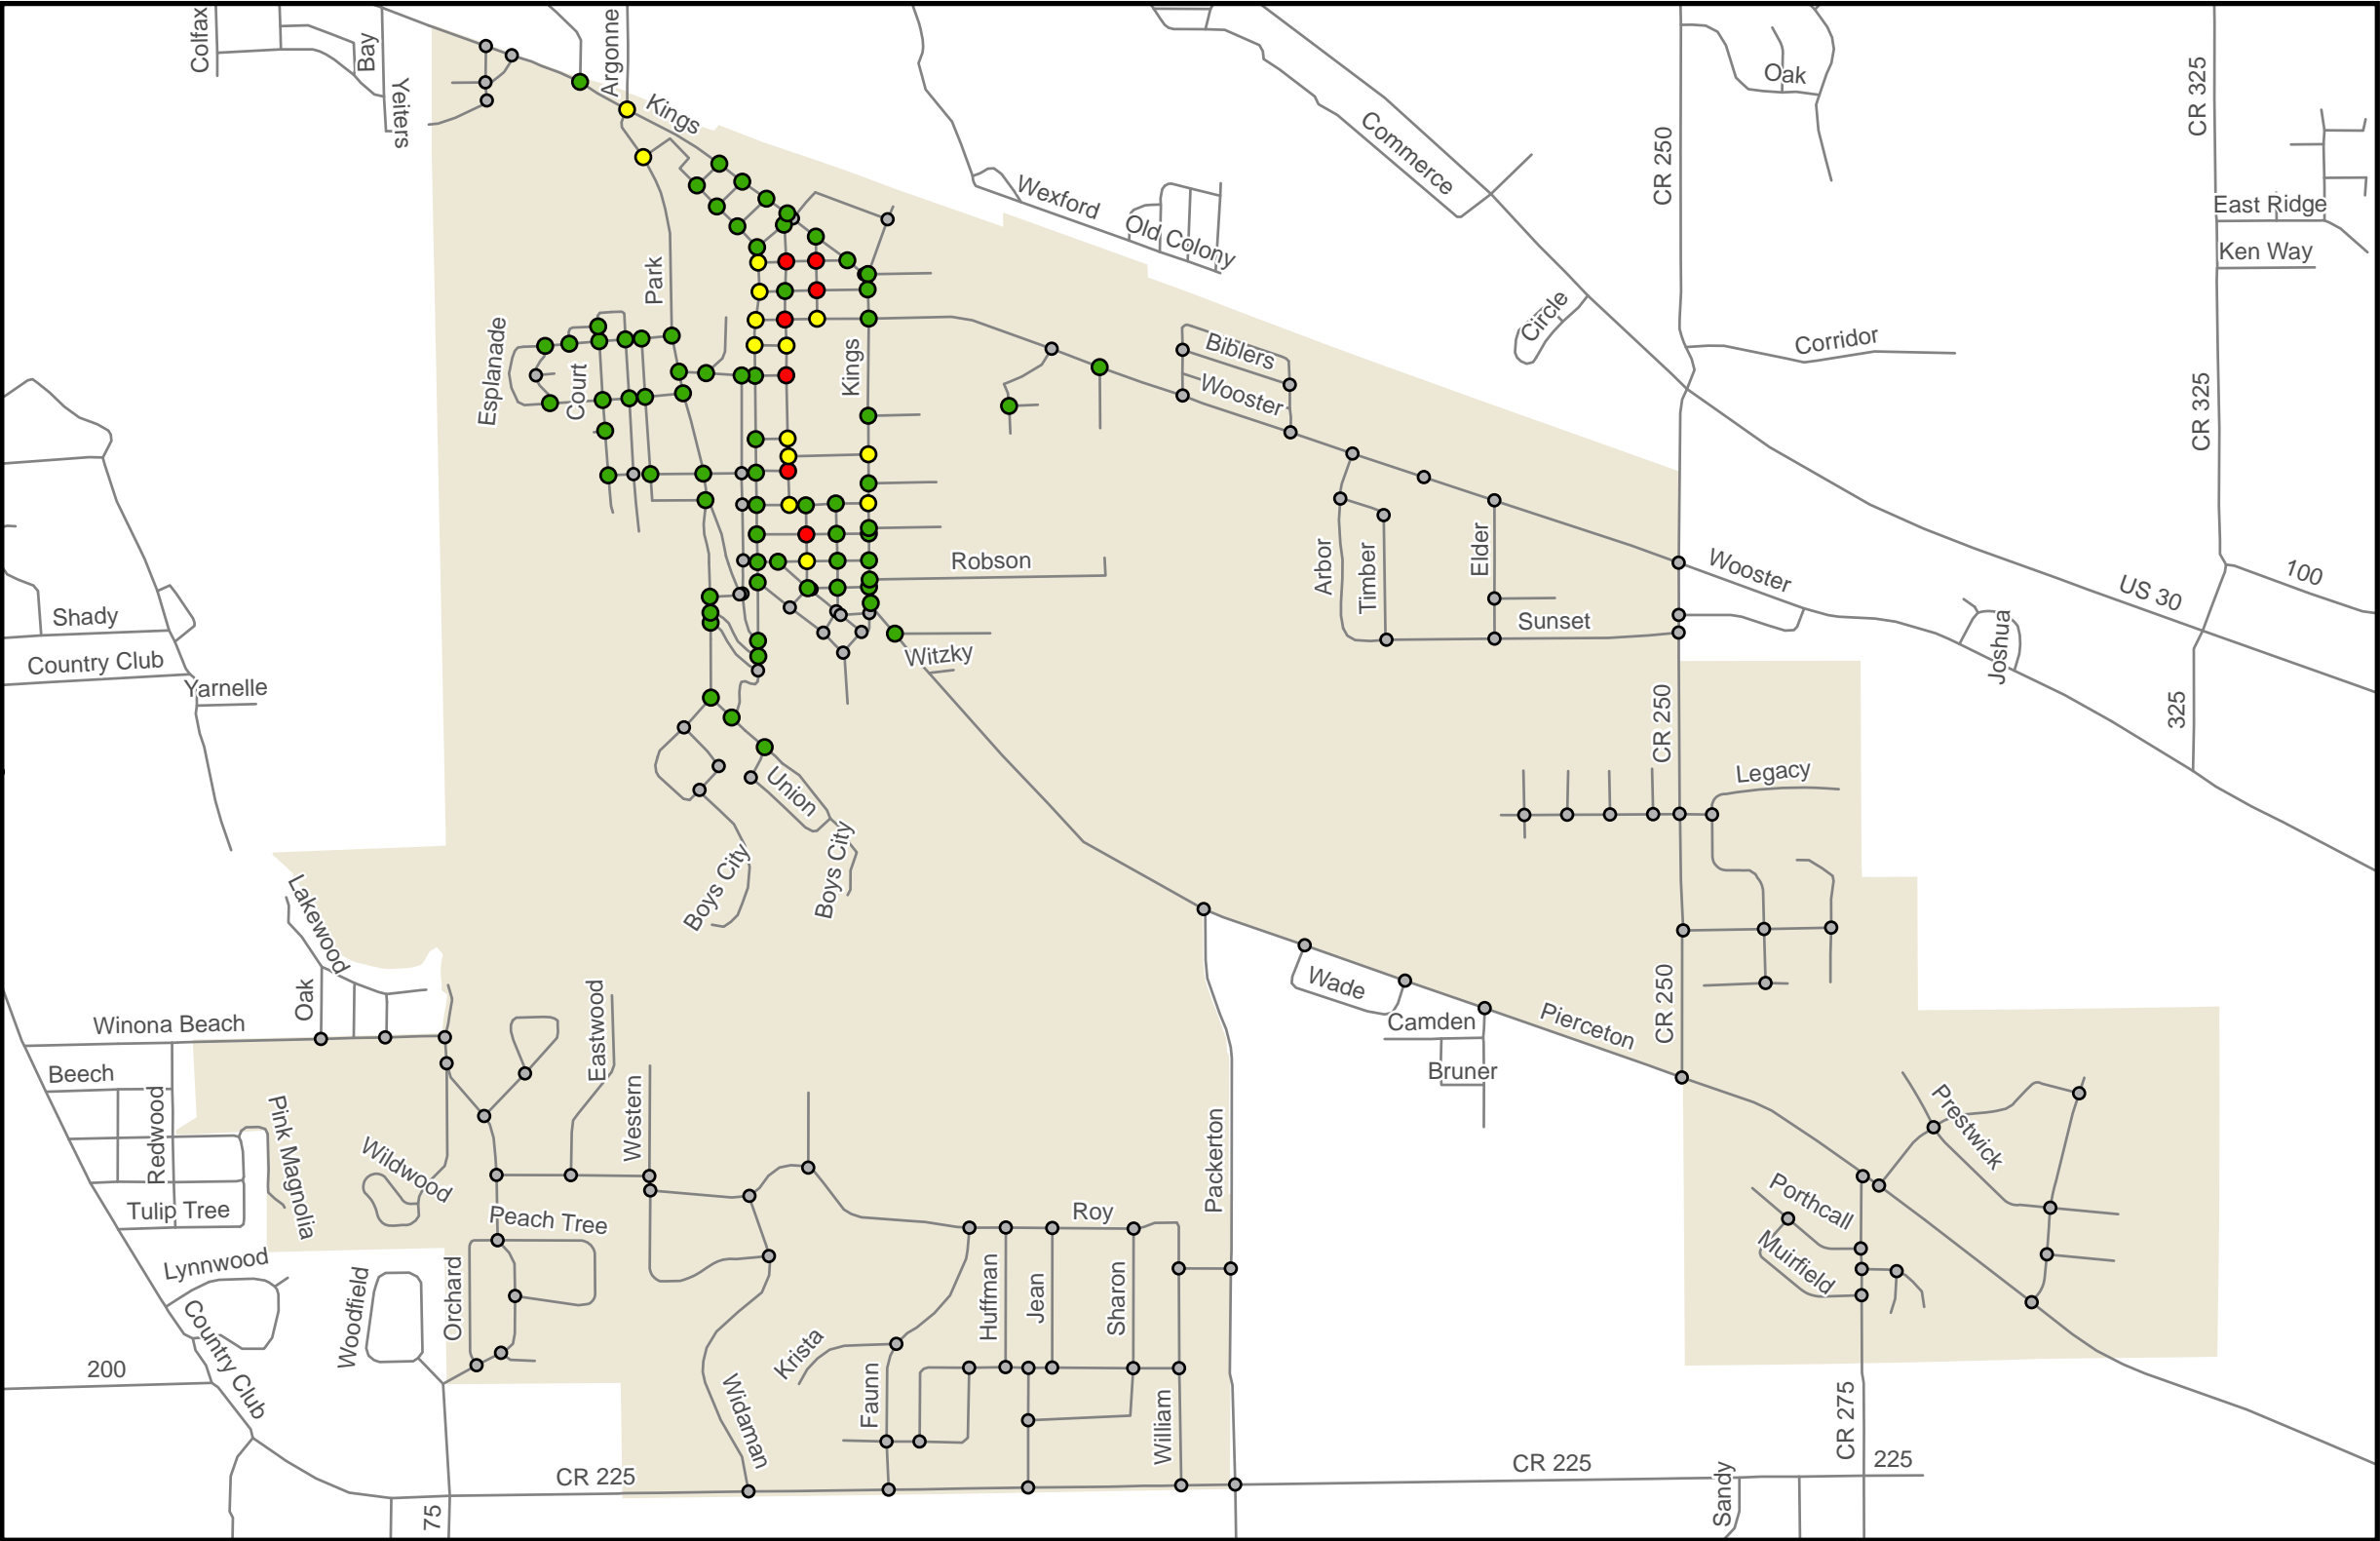 Colfax
Bay
Yeiters
Argonne
Kings
Commerce
CR 250
Oak
CR 325
East Ridge
Ken Way
Wexford
Old Colony
Park
Circle
Corridor
Esplanade
Court
Kings
Biblers
Wooster
CR 325
Robson
Arbor
Timber
Elder
Sunset
Wooster
US 30
100
Joshua
Shady
Country Club
Yarnelle
Witzky
CR 250
325
Union
Boys City
Boys City
Legacy
Lakewood
Oak
Winona Beach
Eastwood
Wade
Camden
Bruner
Pierceton
CR 250
Beech
Redwood
Pink Magnolia
Wildwood
Western
Packerton
Prestwick
Porthcall
Muirfield
Tulip Tree
Peach Tree
Lynnwood
Country Club
Woodfield
Orchard
Roy
Huffman
Jean
Sharon
Krista
Faunn
William
Widaman
200
CR 225
75
CR 275
CR 225
225
Sandy